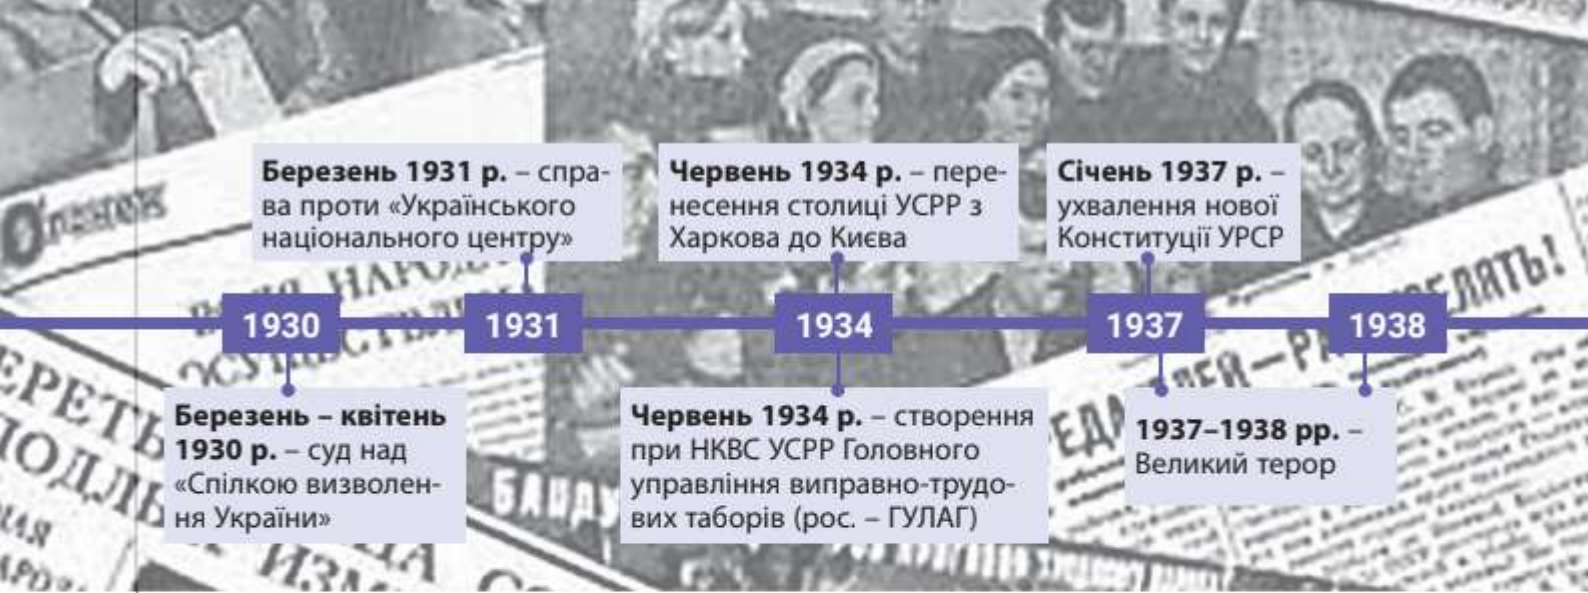 Березень 1931 р. – спра-
ва проти «Українського
національного центру»
Червень 1934 р. – пере-
несення столиці УСРР з
Харкова до Києва
Січень 1937 р. –
ухвалення нової
Конституції УРСР
1930
1931
1934
1937
1938
Березень – квітень
1930 р. – суд над
«Спілкою визволен-
ня України»
Червень 1934 р. – створення
при НКВС УСРР Головного
управління виправно-трудо-
вих таборів (рос. – ГУЛАГ)
1937–1938 рр. –
Великий терор